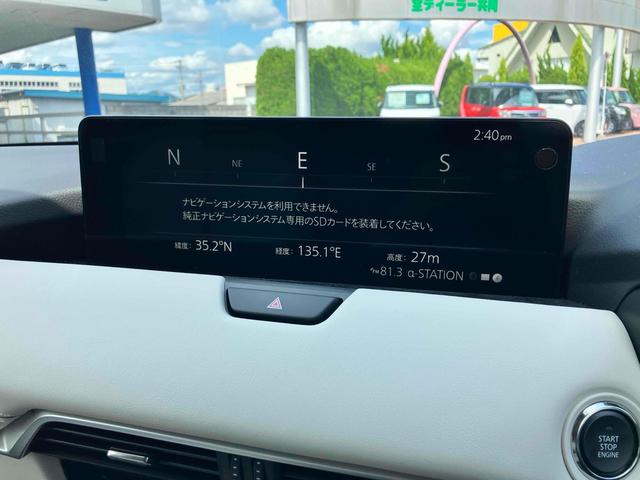 全ディーラー共同
2:40pm
N NE E SE S
ナビゲーションシステムを利用できません。
純正ナビゲーションシステム専用のSDカードを装着してください。
緯度: 35.2°N 経度: 135.1°E 高度: 27m
FM 81.3 α-STATION
START
STOP
ENGINE